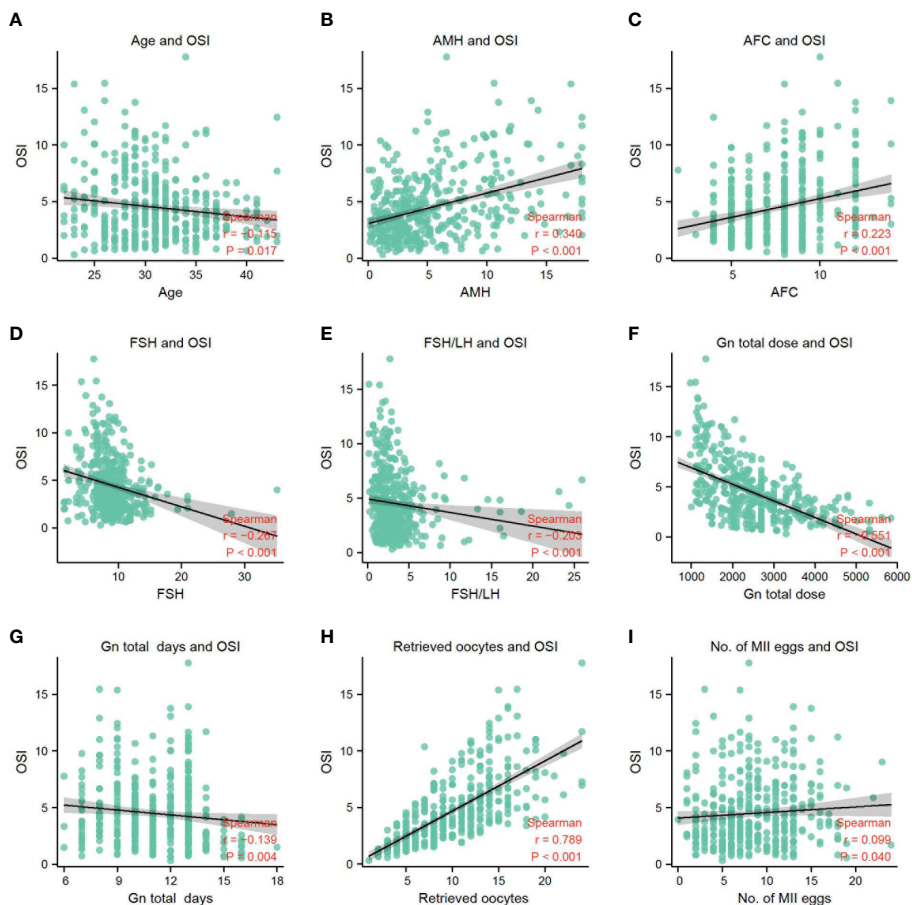 A
Age and OSI
15
10
5
0
OSI
25 30 35 40
Age
Spearman
r = −0.115
P = 0.017
B
AMH and OSI
15
10
5
0
OSI
0 5 10 15
AMH
Spearman
r = 0.340
P < 0.001
C
AFC and OSI
15
10
5
0
OSI
5 10
AFC
Spearman
r = 0.223
P < 0.001
D
FSH and OSI
15
10
5
0
OSI
10 20 30
FSH
Spearman
r = −0.267
P < 0.001
E
FSH/LH and OSI
15
10
5
0
OSI
0 5 10 15 20 25
FSH/LH
Spearman
r = −0.203
P < 0.001
F
Gn total dose and OSI
15
10
5
0
OSI
1000 2000 3000 4000 5000 6000
Gn total dose
Spearman
r = −0.551
P < 0.001
G
Gn total days and OSI
15
10
5
0
OSI
6 9 12 15 18
Gn total days
Spearman
r = −0.139
P = 0.004
H
Retrieved oocytes and OSI
15
10
5
0
OSI
5 10 15 20
Retrieved oocytes
Spearman
r = 0.789
P < 0.001
I
No. of MII eggs and OSI
15
10
5
0
OSI
0 5 10 15 20
No. of MII eggs
Spearman
r = 0.099
P = 0.040